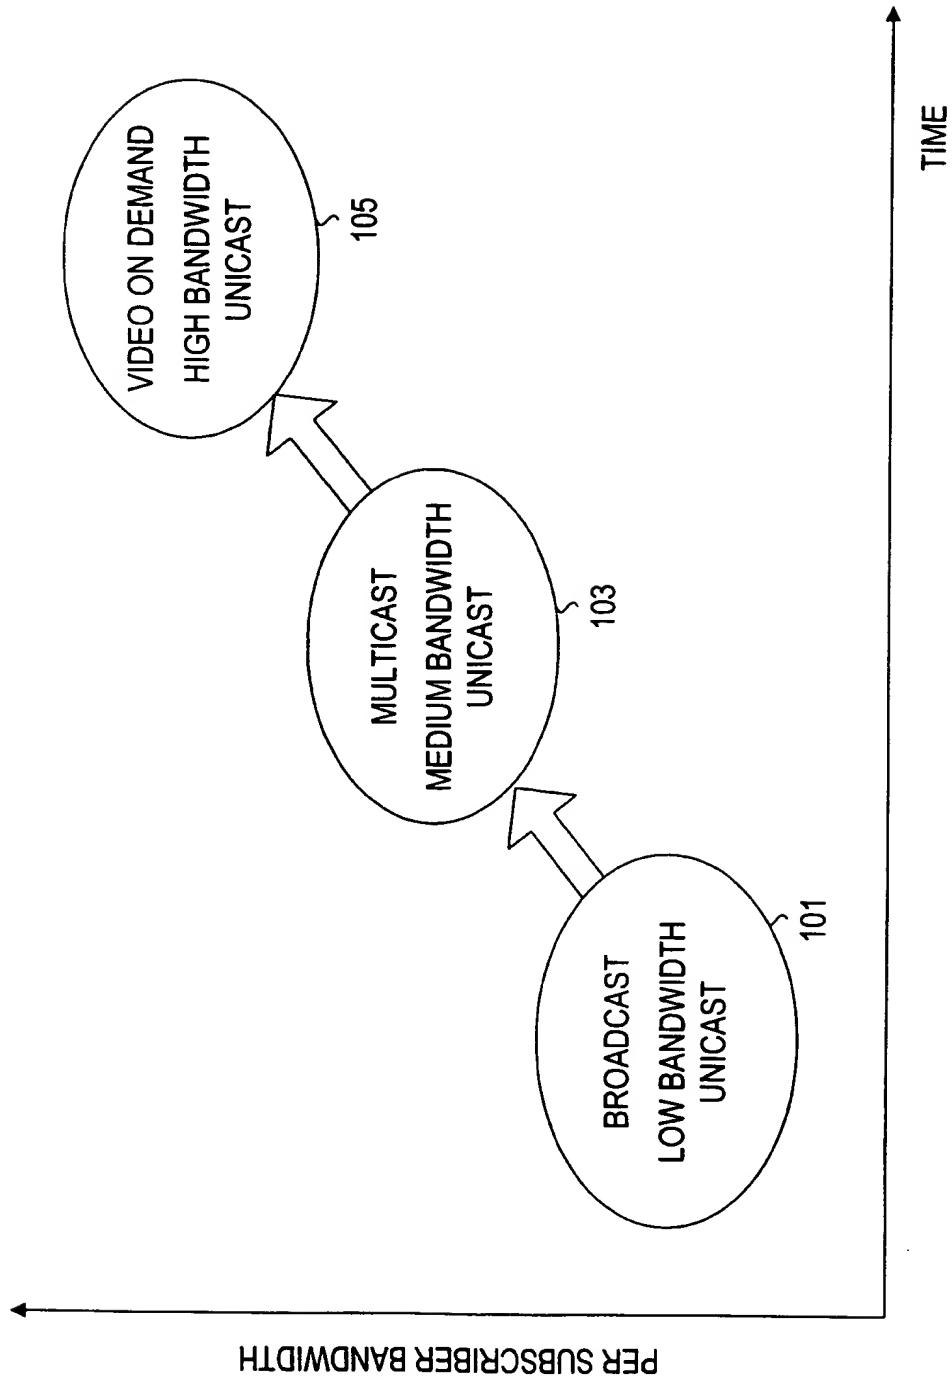 PER SUBSCRIBER BANDWIDTH
VIDEO ON DEMAND
HIGH BANDWIDTH
UNICAST
105
MULTICAST
MEDIUM BANDWIDTH
UNICAST
103
BROADCAST
LOW BANDWIDTH
UNICAST
101
TIME